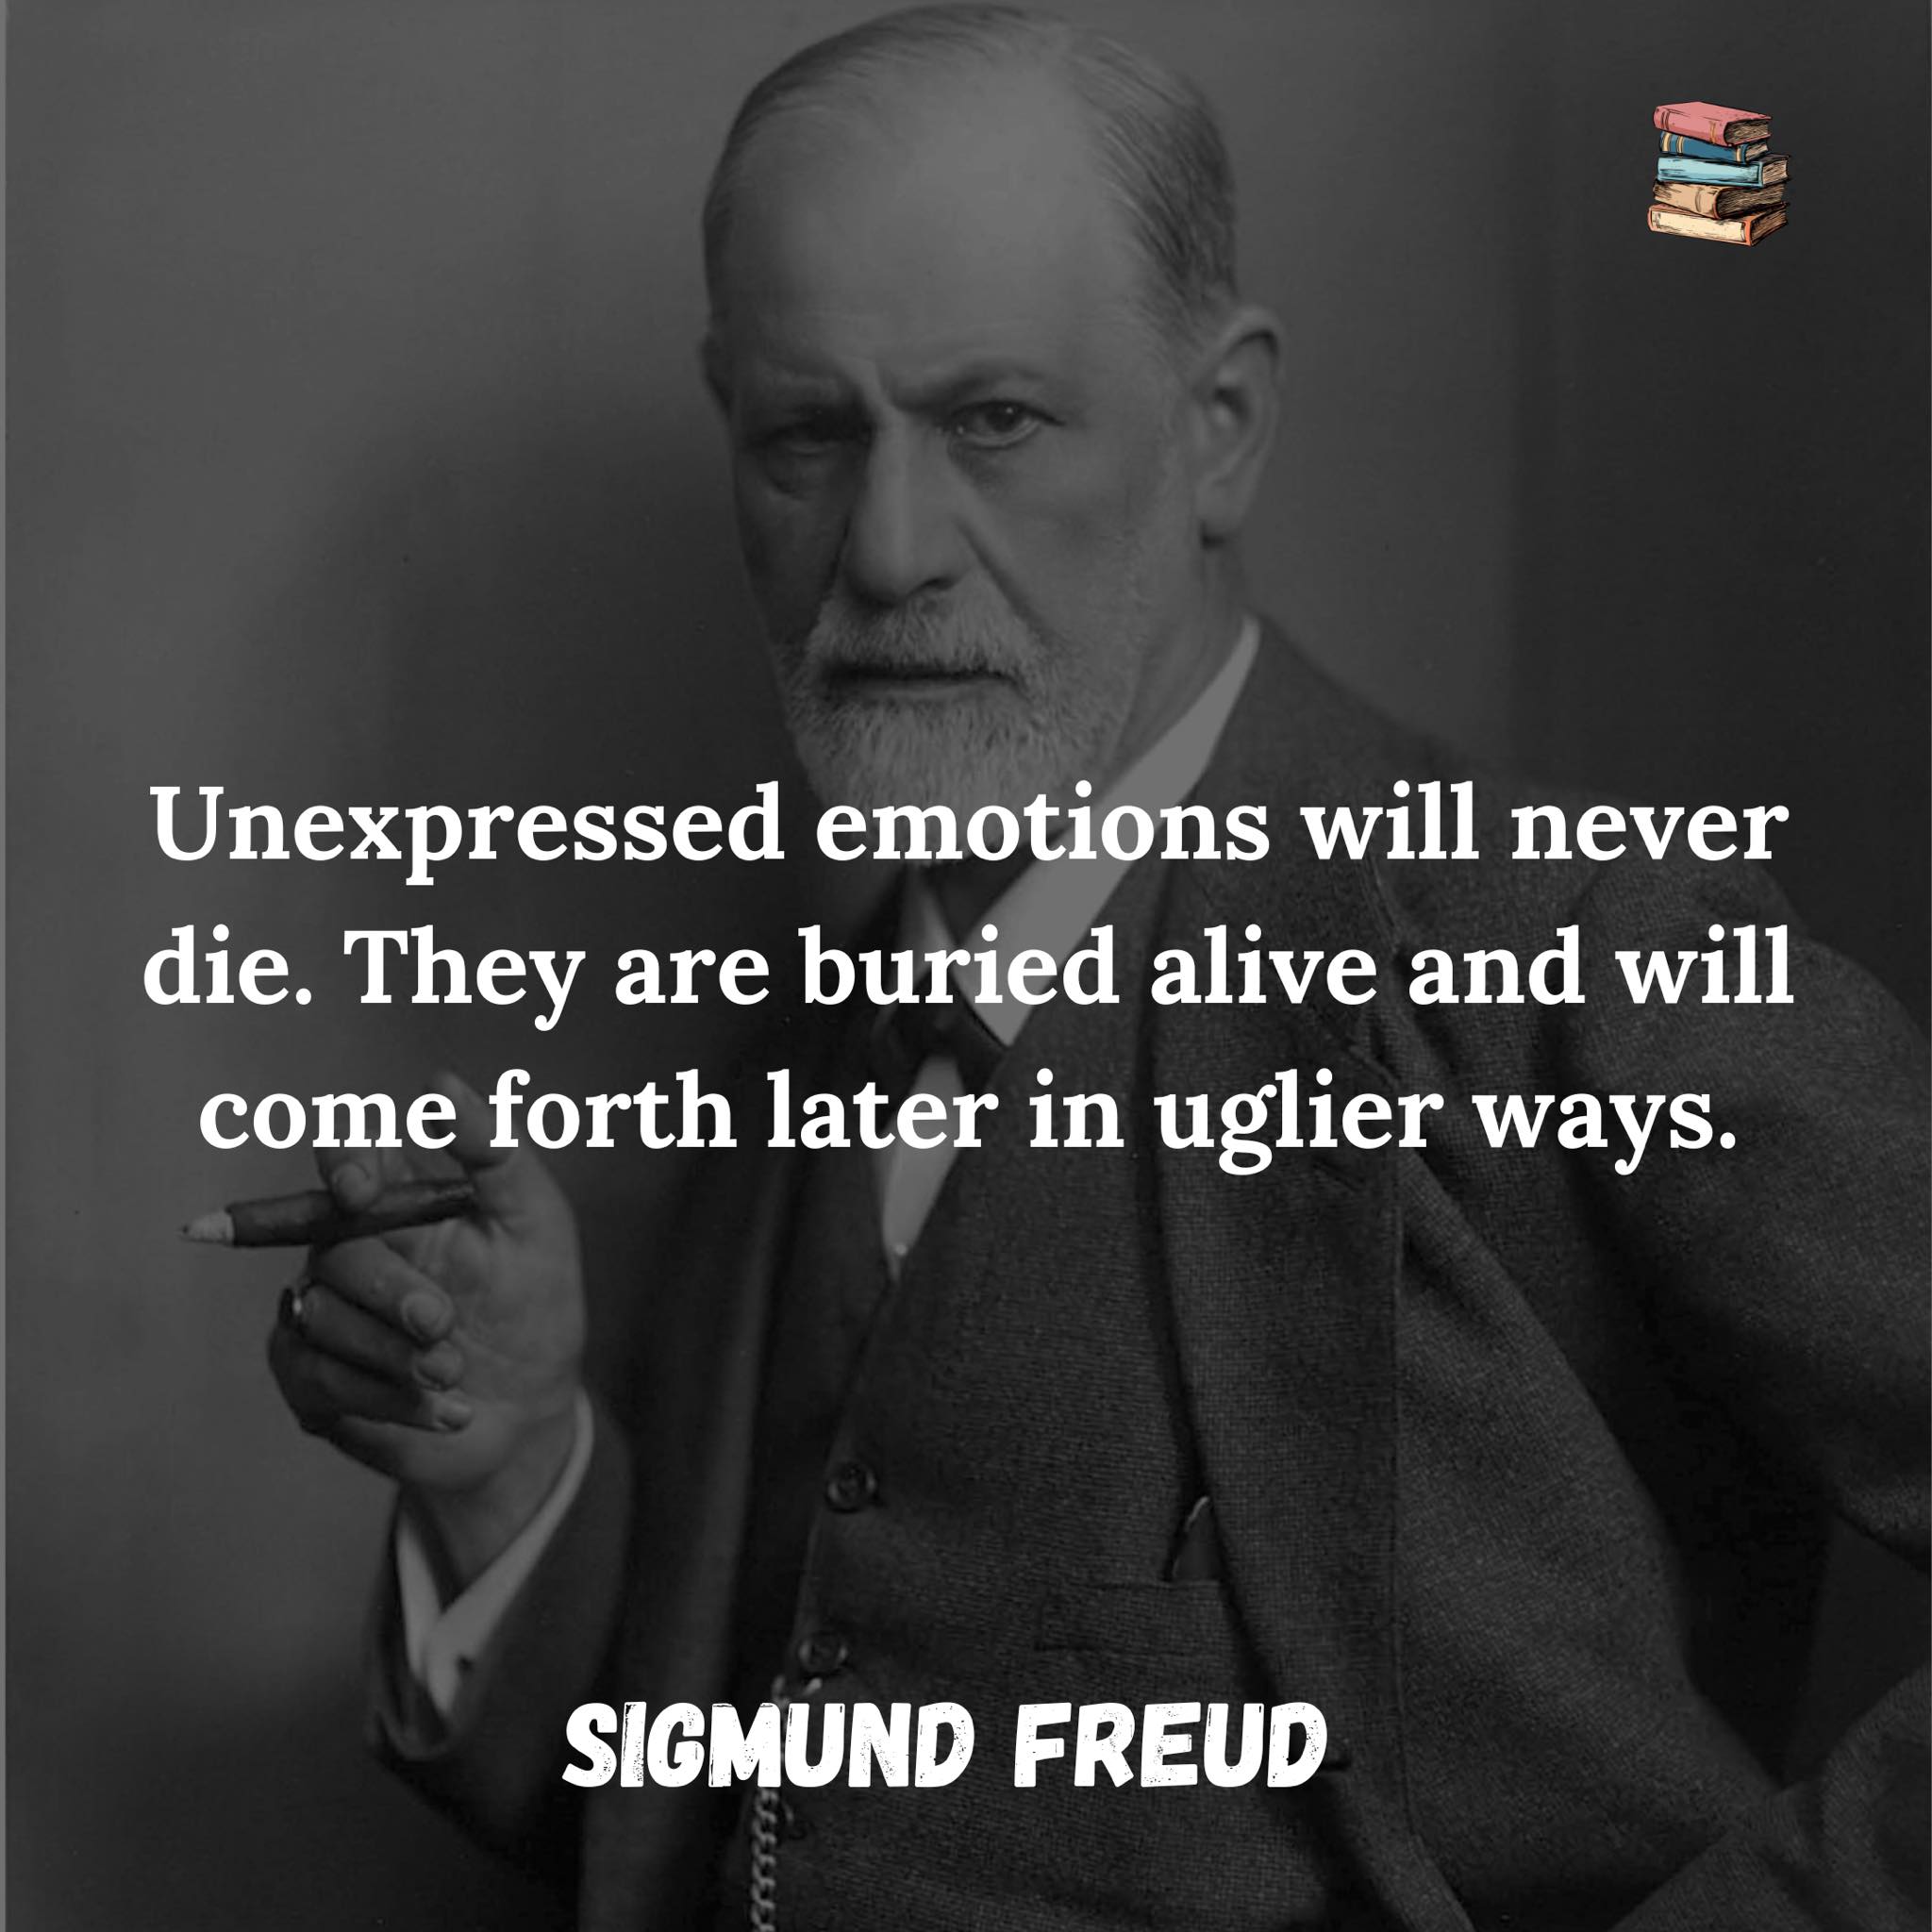 Unexpressed emotions will never
die. They are buried alive and will
come forth later in uglier ways.
SIGMUND FREUD